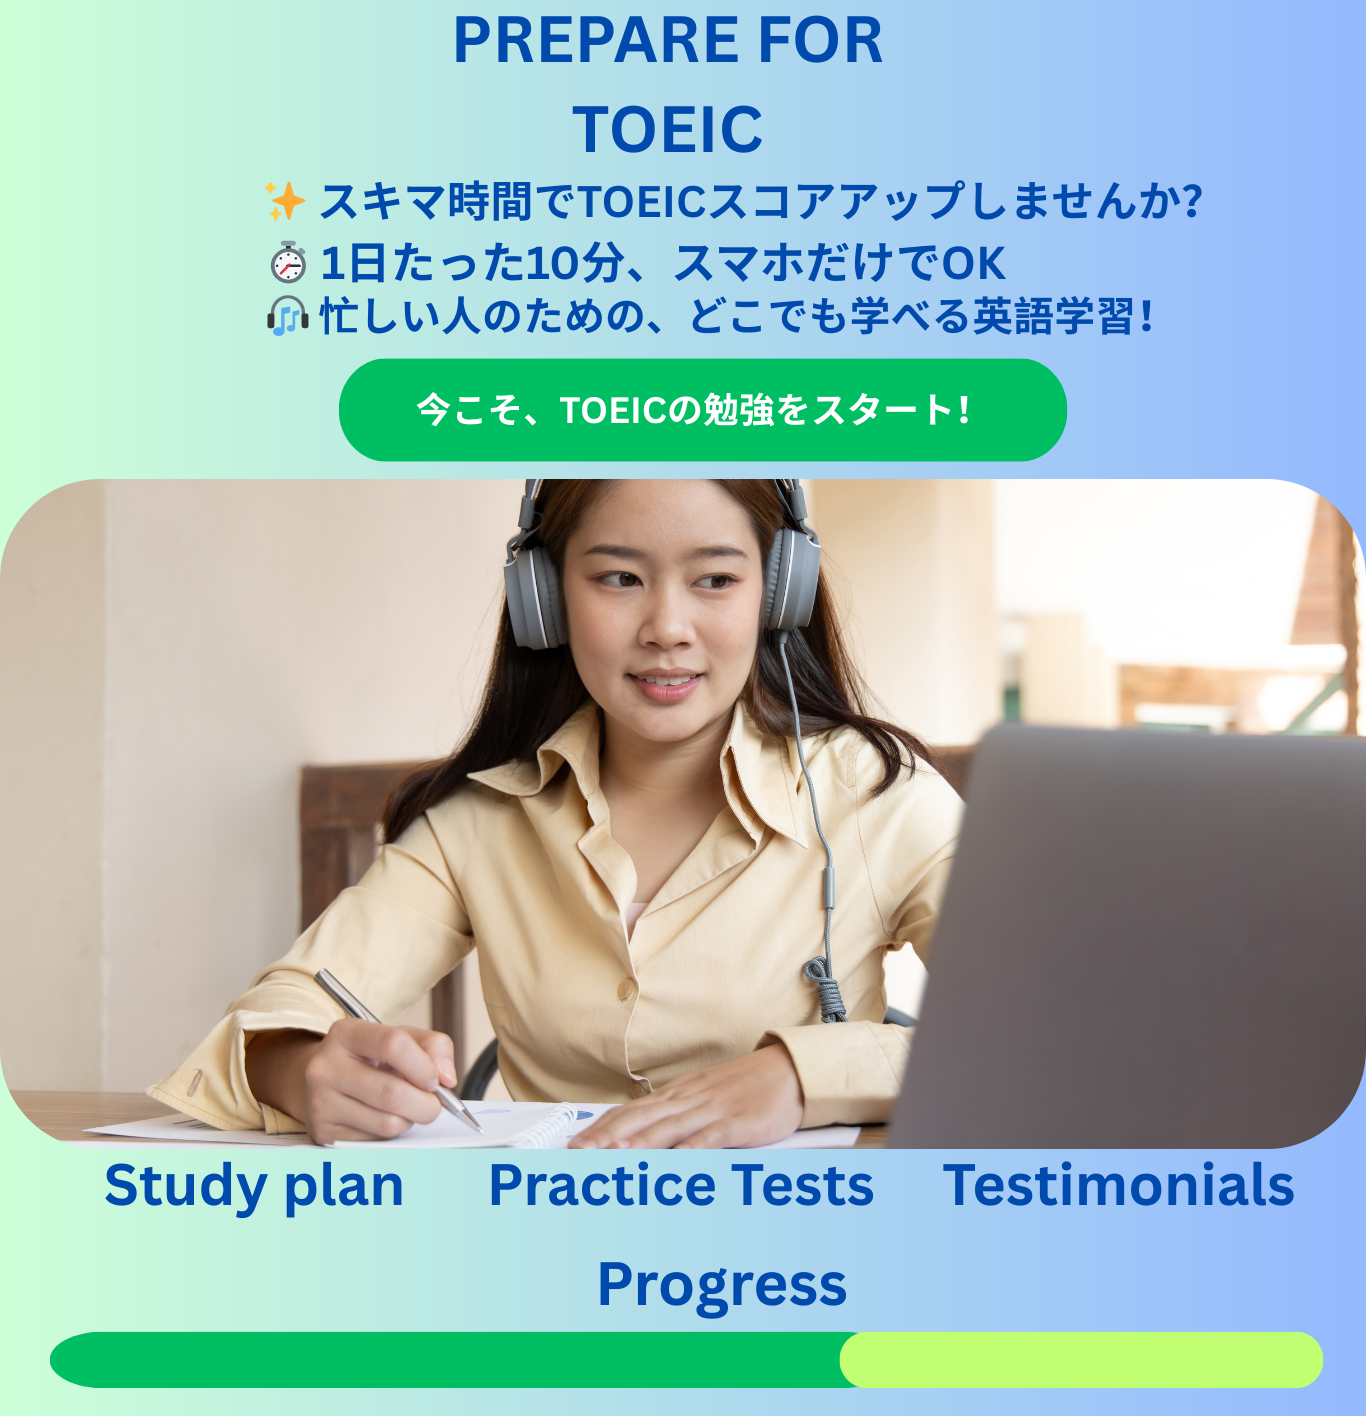 PREPARE FOR
TOEIC
✨ スキマ時間でTOEICスコアアップしませんか?
⏱ 1日たった10分、スマホだけでOK
🎧 忙しい人のための、どこでも学べる英語学習!
今こそ、TOEICの勉強をスタート!
Study plan Practice Tests Testimonials
Progress